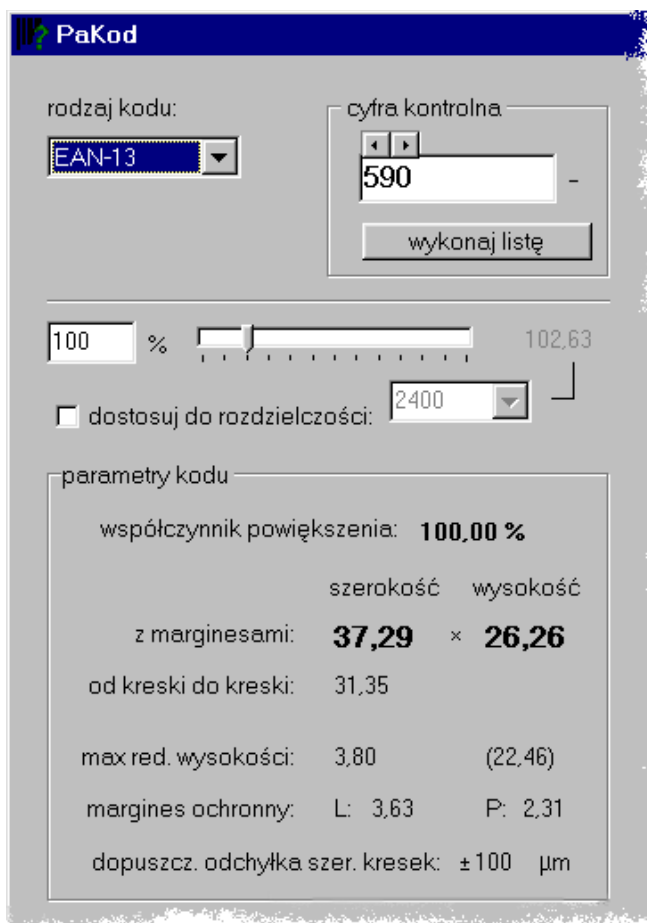 PaKod
rodzaj kodu:
EAN-13
cyfra kontrolna
590 -
wykonaj listę
100 % 102,63
dostosuj do rozdzielczości: 2400
parametry kodu
współczynnik powiększenia: 100,00 %
szerokość wysokość
z marginesami: 37,29 × 26,26
od kreski do kreski: 31,35
max red. wysokości: 3,80 (22,46)
margines ochronny: L: 3,63 P: 2,31
dopuszcz. odchyłka szer. kresek: ±100 µm